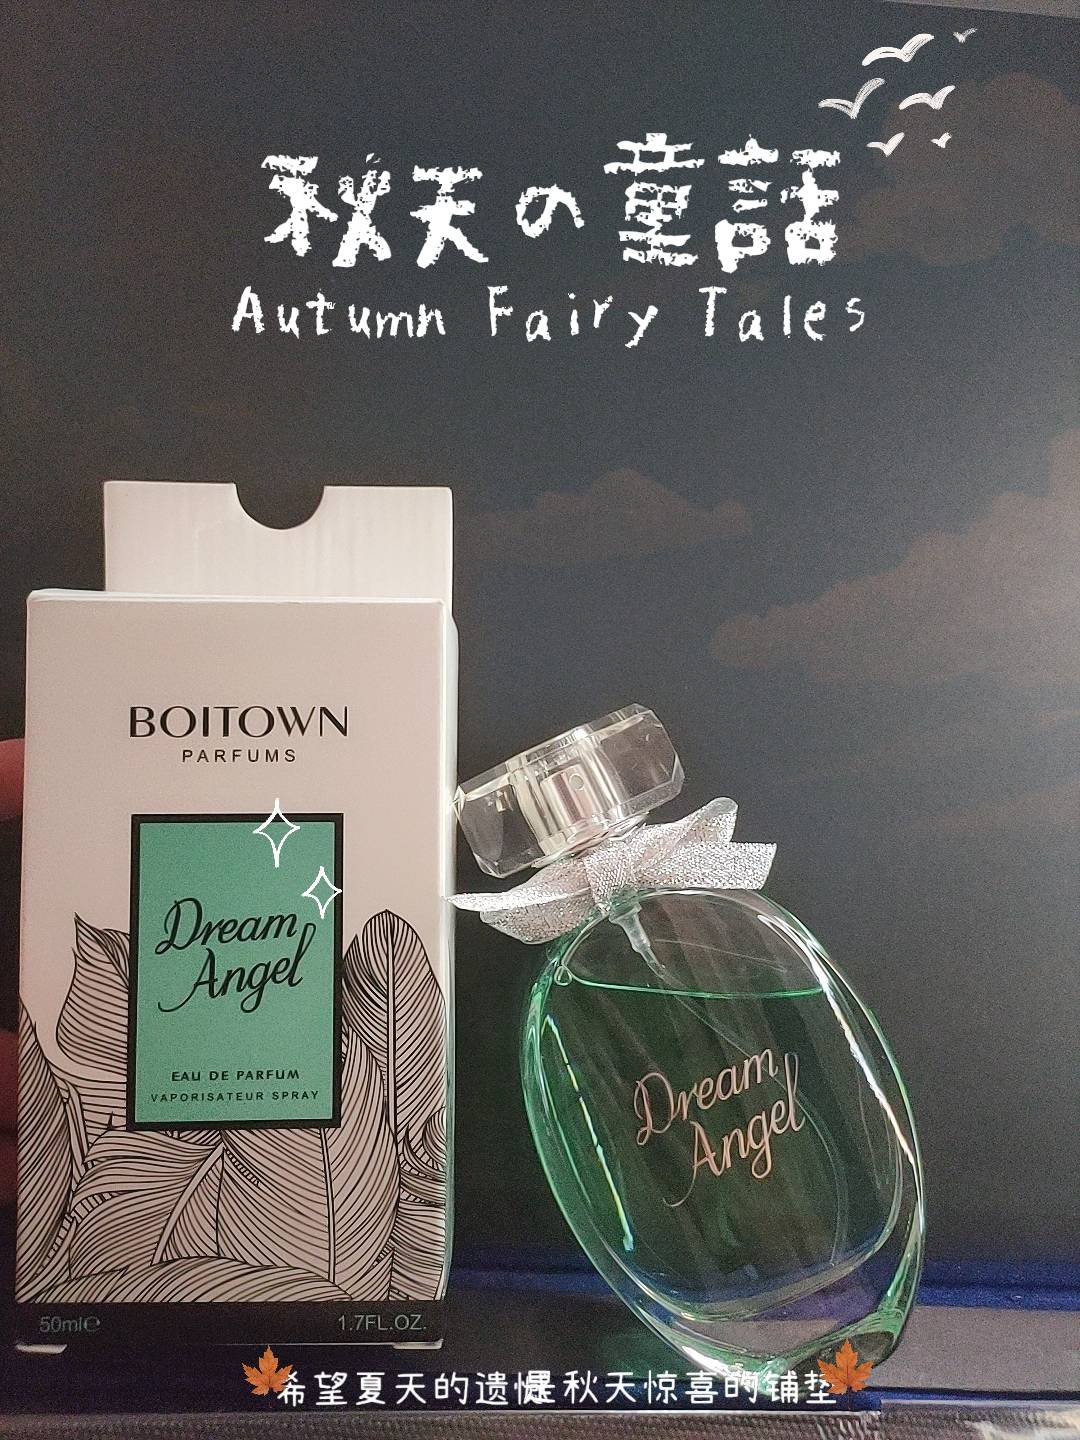 秋天の童話
Autumn Fairy Tales
BOITOWN
PARFUMS
Dream
Angel
EAU DE PARFUM
VAPORISATEUR SPRAY
50ml℮
1.7FL.OZ.
Dream
Angel
希望夏天的遗憾是秋天惊喜的铺垫